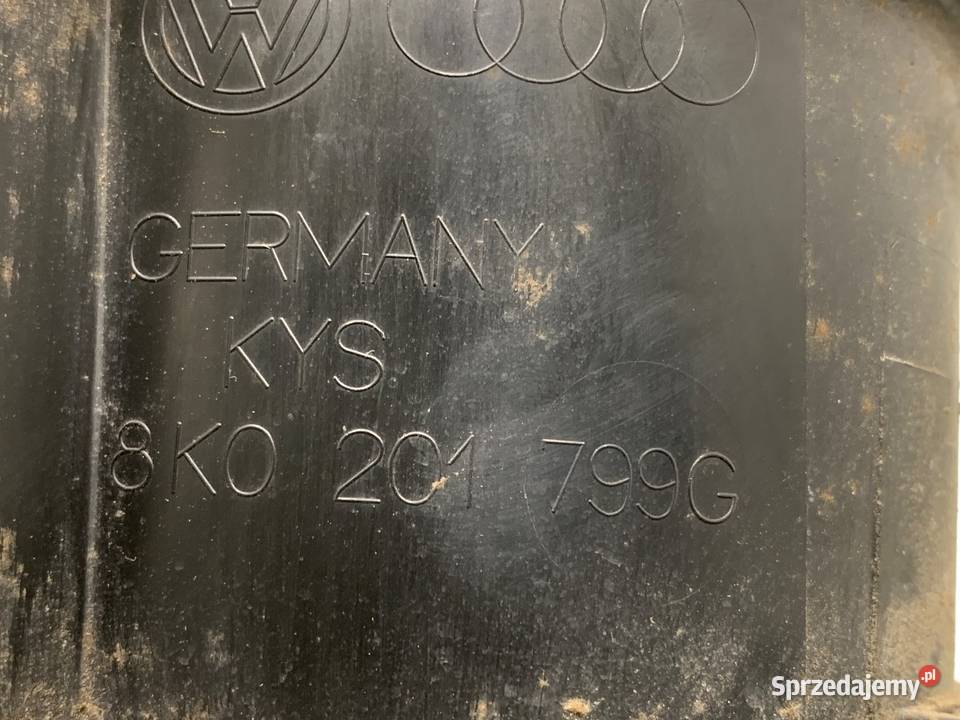 GERMANY
KYS
8K0 201 799G
Sprzedajemy.pl